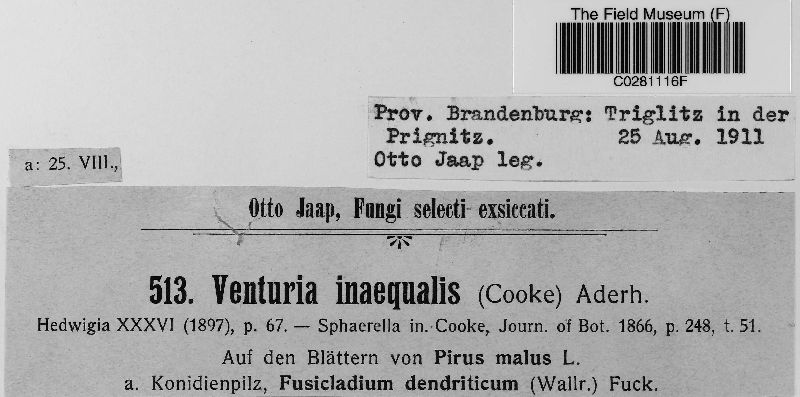 The Field Museum (F)
C0281116F
Prov. Brandenburg: Triglitz in der
Prignitz. 25 Aug. 1911
Otto Jaap leg.
a: 25. VIII.,
Otto Jaap, Fungi selecti exsiccati.
513. Venturia inaequalis (Cooke) Aderh.
Hedwigia XXXVI (1897), p. 67. — Sphaerella in. Cooke, Journ. of Bot. 1866, p. 248, t. 51.
Auf den Blättern von Pirus malus L.
a. Konidienpilz, Fusicladium dendriticum (Wallr.) Fuck.